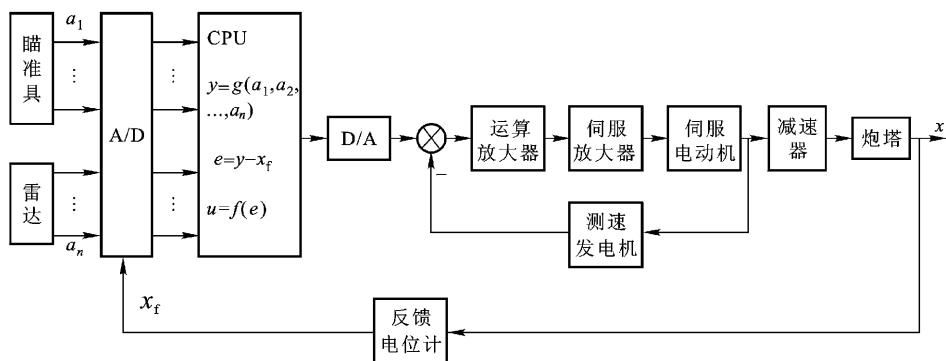 瞄准具
a₁
⋮
雷达
⋮
aₙ
A/D
⋮
⋮
CPU
y=g(a₁,a₂,
…,aₙ)
e=y−x_f
u=f(e)
D/A
−
运算
放大器
伺服
放大器
伺服
电动机
减速
器
炮塔
x
测速
发电机
x_f
反馈
电位计